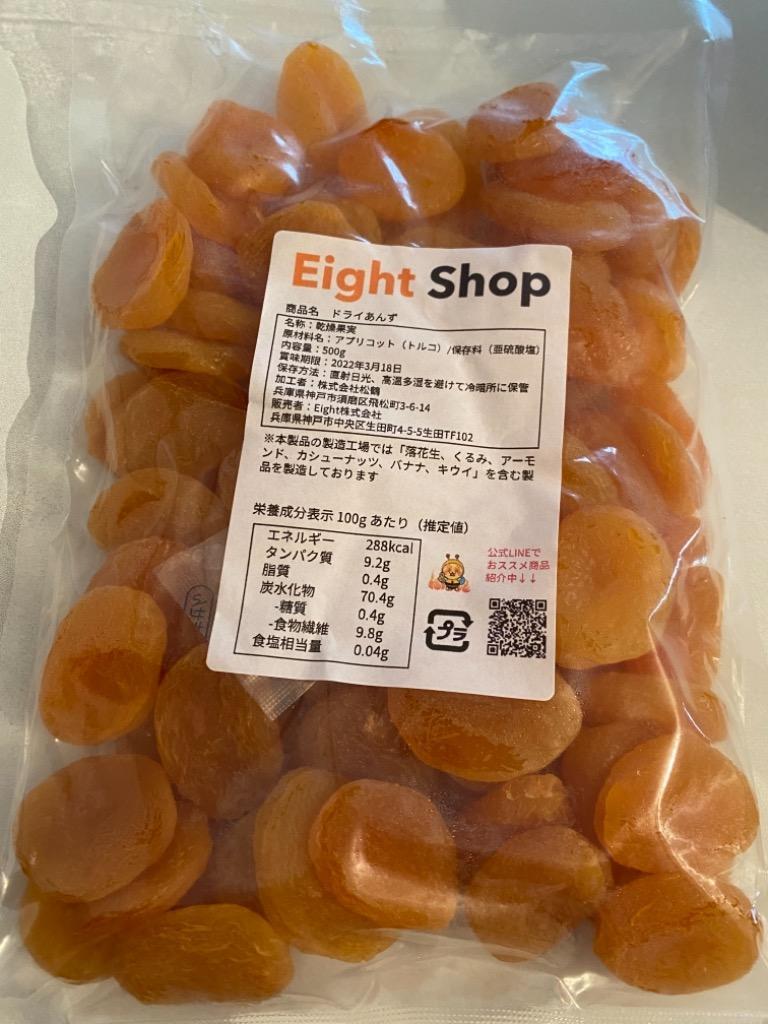 Eight Shop
商品名 ドライあんず
名称：乾燥果実
原材料名：アプリコット（トルコ）/保存料（亜硫酸塩）
内容量：500g
賞味期限：2022年3月18日
保存方法：直射日光、高温多湿を避けて冷暗所に保管
加工者：株式会社松鶴
兵庫県神戸市須磨区飛松町3-6-14
販売者：Eight株式会社
兵庫県神戸市中央区生田町4-5-5生田TF102
※本製品の製造工場では「落花生、くるみ、アーモ
ンド、カシューナッツ、バナナ、キウイ」を含む製
品を製造しております
栄養成分表示 100g あたり（推定値）
エネルギー 288kcal
タンパク質 9.2g
脂質 0.4g
炭水化物 70.4g
-糖質 0.4g
-食物繊維 9.8g
食塩相当量 0.04g
公式LINEで
おススメ商品
紹介中↓↓
プラ